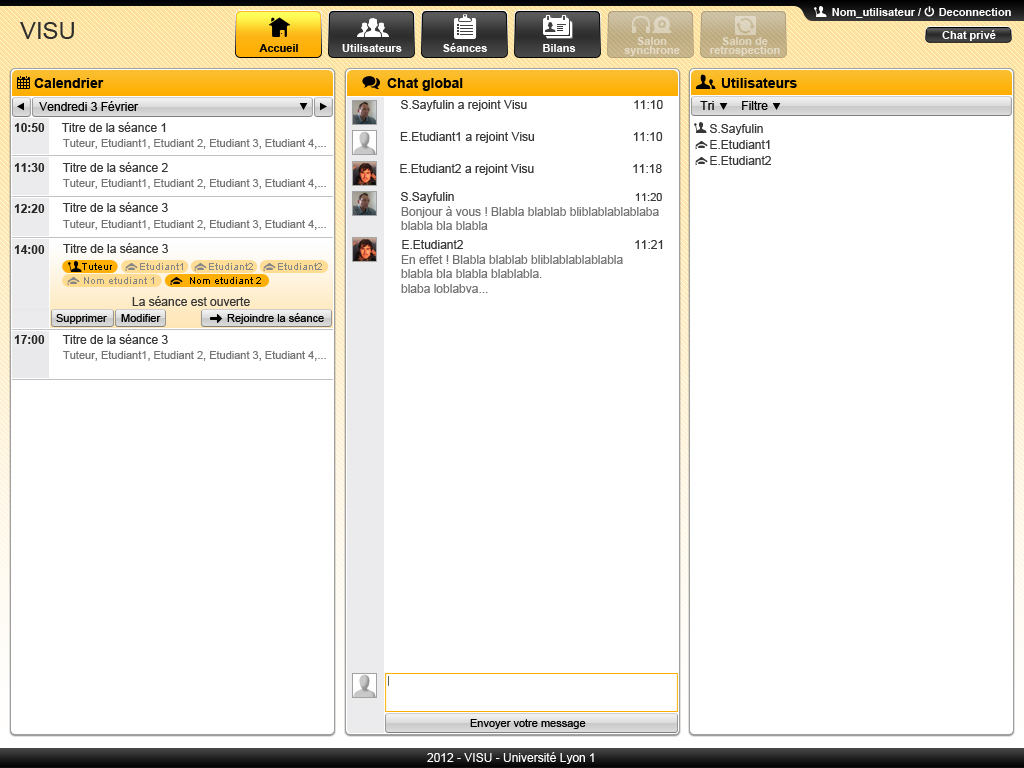 VISU
Accueil
Utilisateurs
Séances
Bilans
Salon
synchrone
Salon de
retrospection
Nom_utilisateur / Deconnection
Chat privé
Calendrier
Vendredi 3 Février
10:50 Titre de la séance 1
Tuteur, Etudiant1, Etudiant 2, Etudiant 3, Etudiant 4,...
11:30 Titre de la séance 2
Tuteur, Etudiant1, Etudiant 2, Etudiant 3, Etudiant 4,...
12:20 Titre de la séance 3
Tuteur, Etudiant1, Etudiant 2, Etudiant 3, Etudiant 4,...
14:00 Titre de la séance 3
Tuteur Etudiant1 Etudiant2 Etudiant2
Nom etudiant 1 Nom etudiant 2
La séance est ouverte
Supprimer Modifier Rejoindre la séance
17:00 Titre de la séance 3
Tuteur, Etudiant1, Etudiant 2, Etudiant 3, Etudiant 4,...
Chat global
S.Sayfulin a rejoint Visu 11:10
E.Etudiant1 a rejoint Visu 11:10
E.Etudiant2 a rejoint Visu 11:18
S.Sayfulin 11:20
Bonjour à vous ! Blabla blablab bliblablablablaba
blabla bla blabla
E.Etudiant2 11:21
En effet ! Blabla blablab bliblablablablabla
blabla bla blabla blablabla.
blaba loblabva...
Envoyer votre message
Utilisateurs
Tri Filtre
S.Sayfulin
E.Etudiant1
E.Etudiant2
2012 - VISU - Université Lyon 1